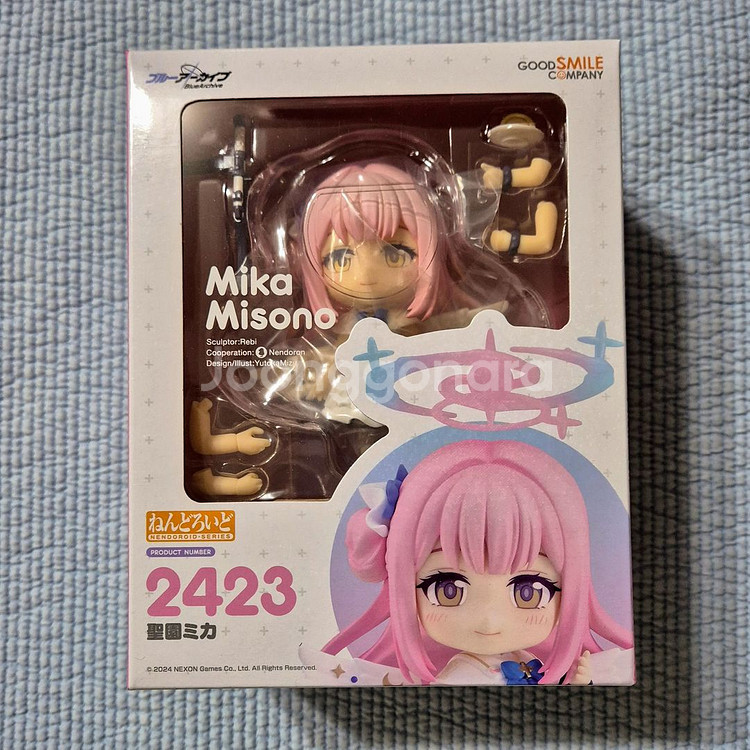 ブルーアーカイブ
BlueArchive
GOOD SMILE
COMPANY
Mika
Misono
Sculptor:Rebi
Cooperation: Nendoron
Design/Illust:YutokaMizu
Joonggonara
ねんどろいど
NENDOROID·SERIES
PRODUCT NUMBER
2423
聖園ミカ
© 2024 NEXON Games Co., Ltd. All Rights Reserved.